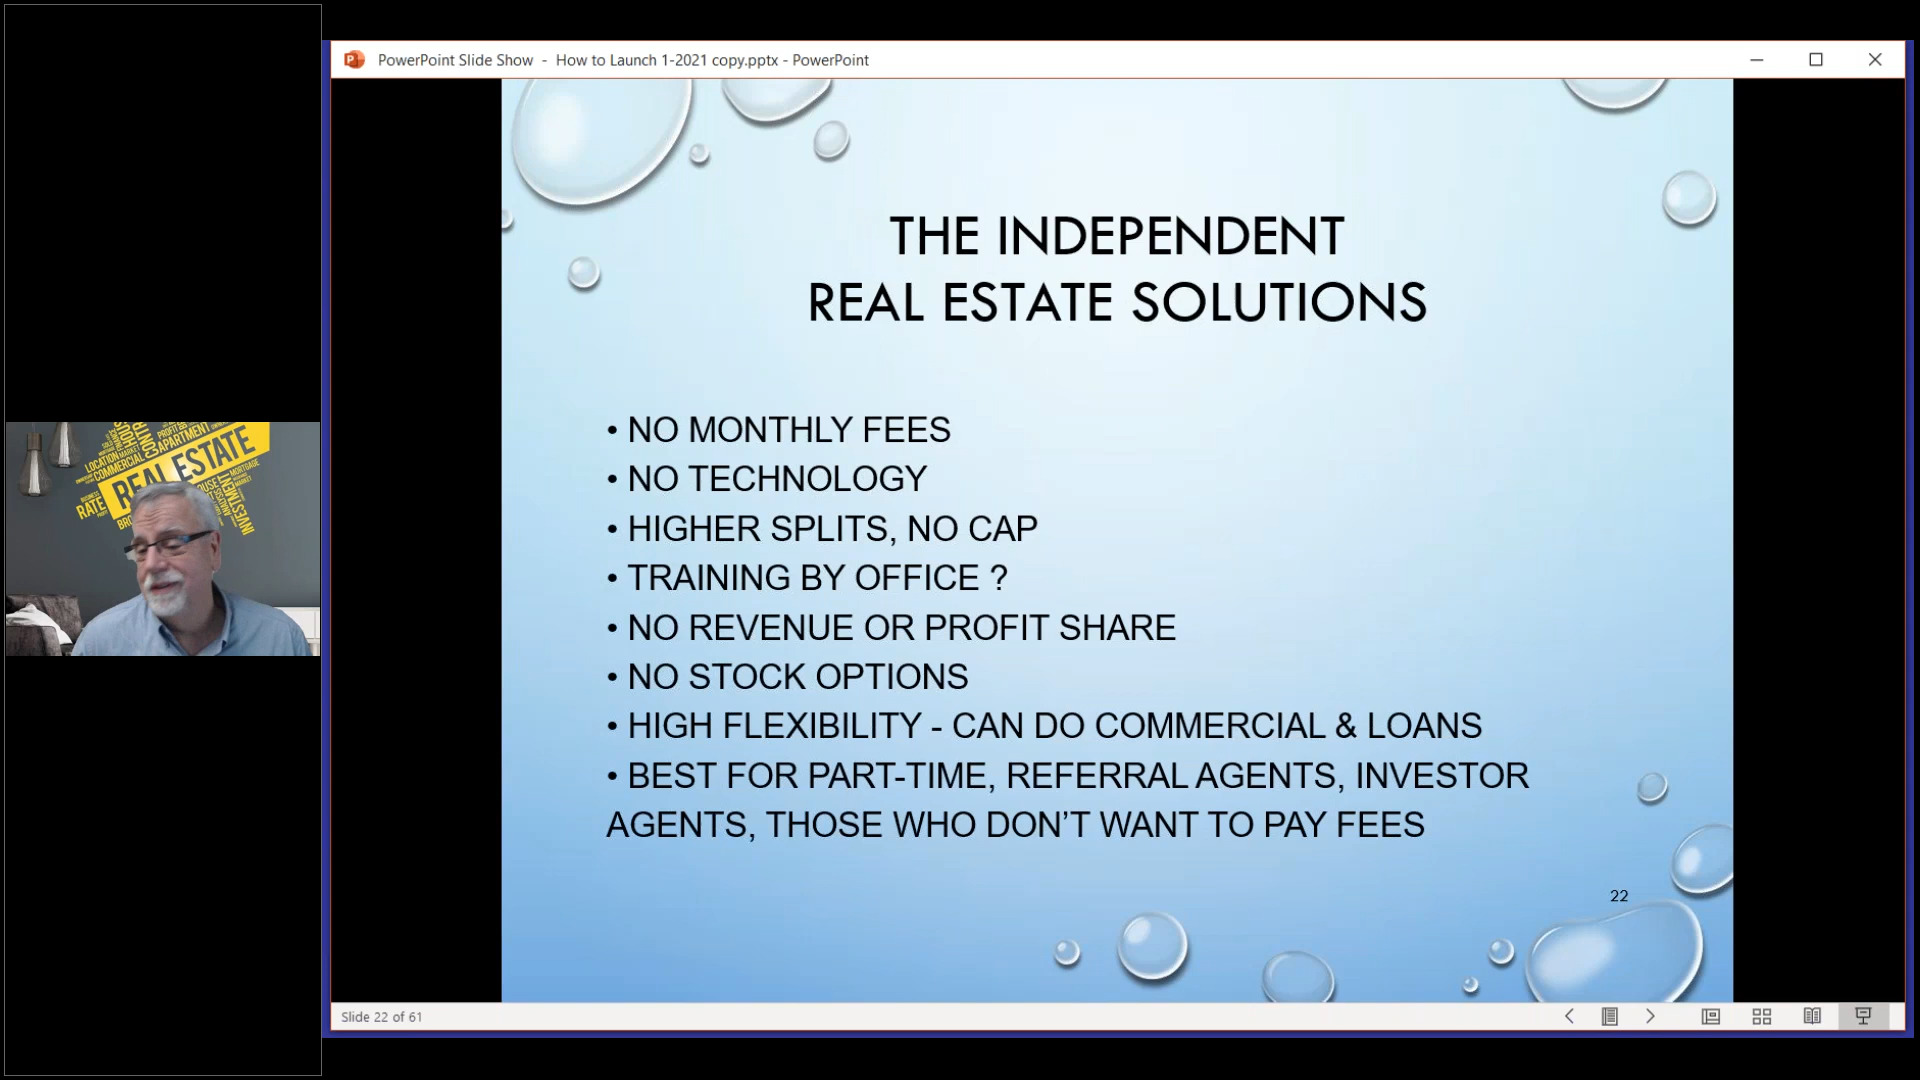 PowerPoint Slide Show - How to Launch 1-2021 copy.pptx - PowerPoint
THE INDEPENDENT
REAL ESTATE SOLUTIONS
• NO MONTHLY FEES
• NO TECHNOLOGY
• HIGHER SPLITS, NO CAP
• TRAINING BY OFFICE ?
• NO REVENUE OR PROFIT SHARE
• NO STOCK OPTIONS
• HIGH FLEXIBILITY - CAN DO COMMERCIAL & LOANS
• BEST FOR PART-TIME, REFERRAL AGENTS, INVESTOR
AGENTS, THOSE WHO DON'T WANT TO PAY FEES
22
Slide 22 of 61
APARTMENT
LOCATION
COMMERCIAL
REAL ESTATE
RATE
INVESTMENT
MORTGAGE